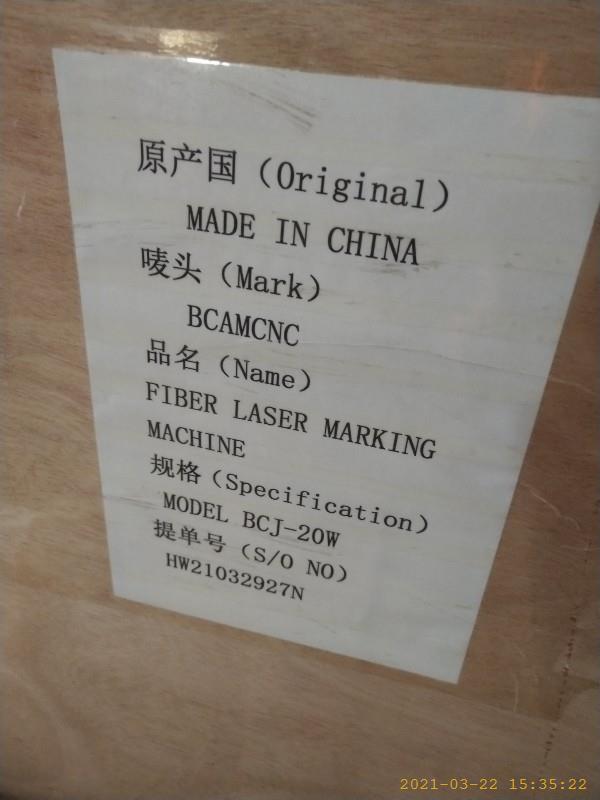 原产国（Original）
MADE IN CHINA
唛头（Mark）
BCAMCNC
品名（Name）
FIBER LASER MARKING
MACHINE
规格（Specification）
MODEL BCJ-20W
提单号（S/O NO）
HW21032927N
2021-03-22 15:35:22